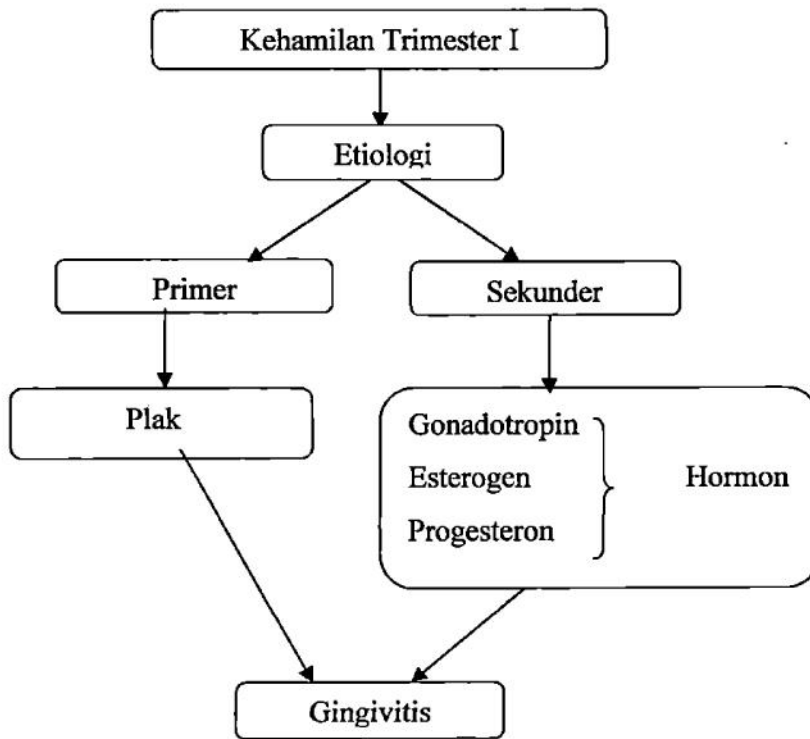 Kehamilan Trimester I
Etiologi
Primer
Sekunder
Plak
Gonadotropin
Esterogen
Hormon
Progesteron
Gingivitis